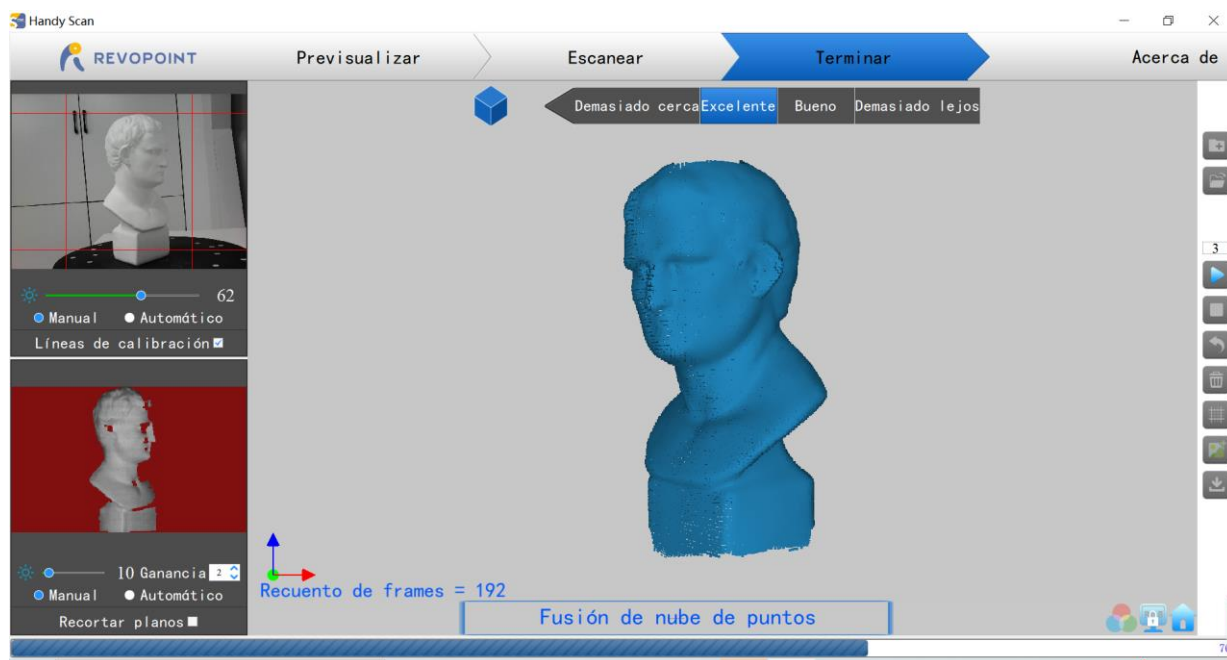 Handy Scan
REVOPOINT
Previsualizar
Escanear
Terminar
Acerca de
Demasiado cerca Excelente Bueno Demasiado lejos
62
Manual Automático
Líneas de calibración
3
10 Ganancia 2
Manual Automático
Recortar planos
Recuento de frames = 192
Fusión de nube de puntos